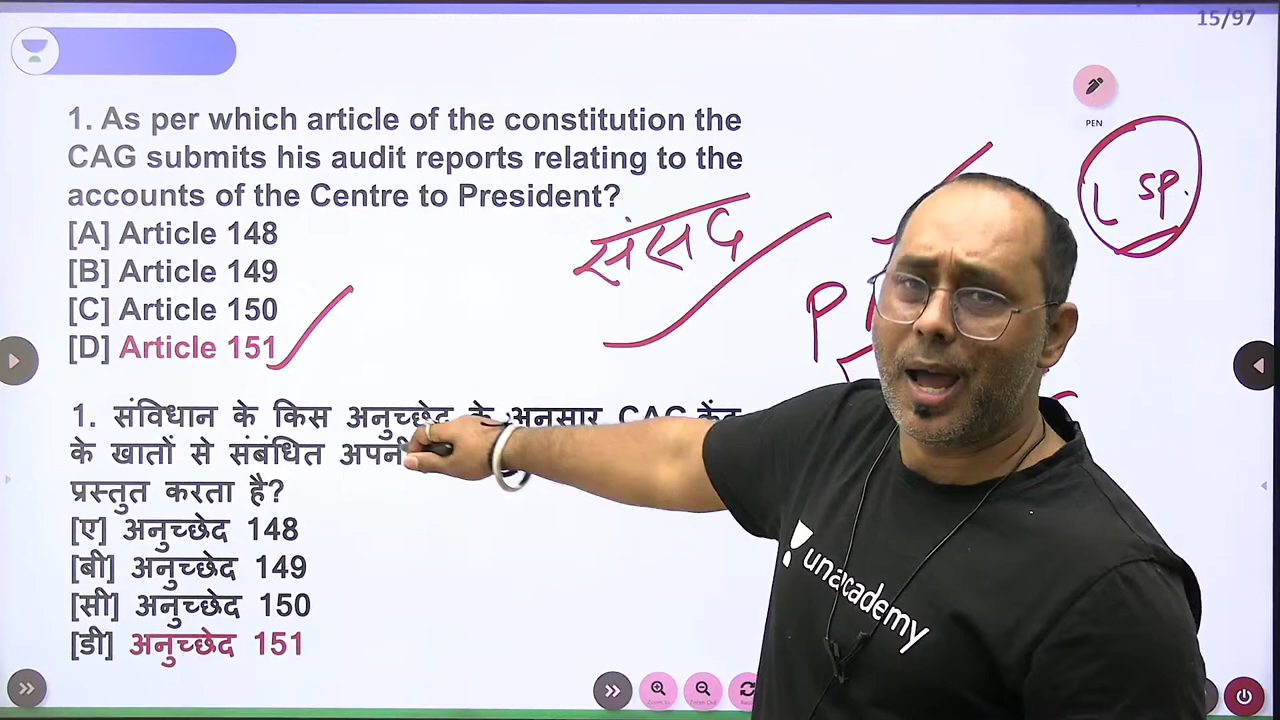 15/97
PEN
1. As per which article of the constitution the
CAG submits his audit reports relating to the
accounts of the Centre to President?
[A] Article 148
[B] Article 149
[C] Article 150
[D] Article 151
संसद
P
L SP.
1. संविधान के किस अनुच्छेद के अनुसार CAG केंद्र
के खातों से संबंधित अपनी
प्रस्तुत करता है?
[ए] अनुच्छेद 148
[बी] अनुच्छेद 149
[सी] अनुच्छेद 150
[डी] अनुच्छेद 151
unacademy